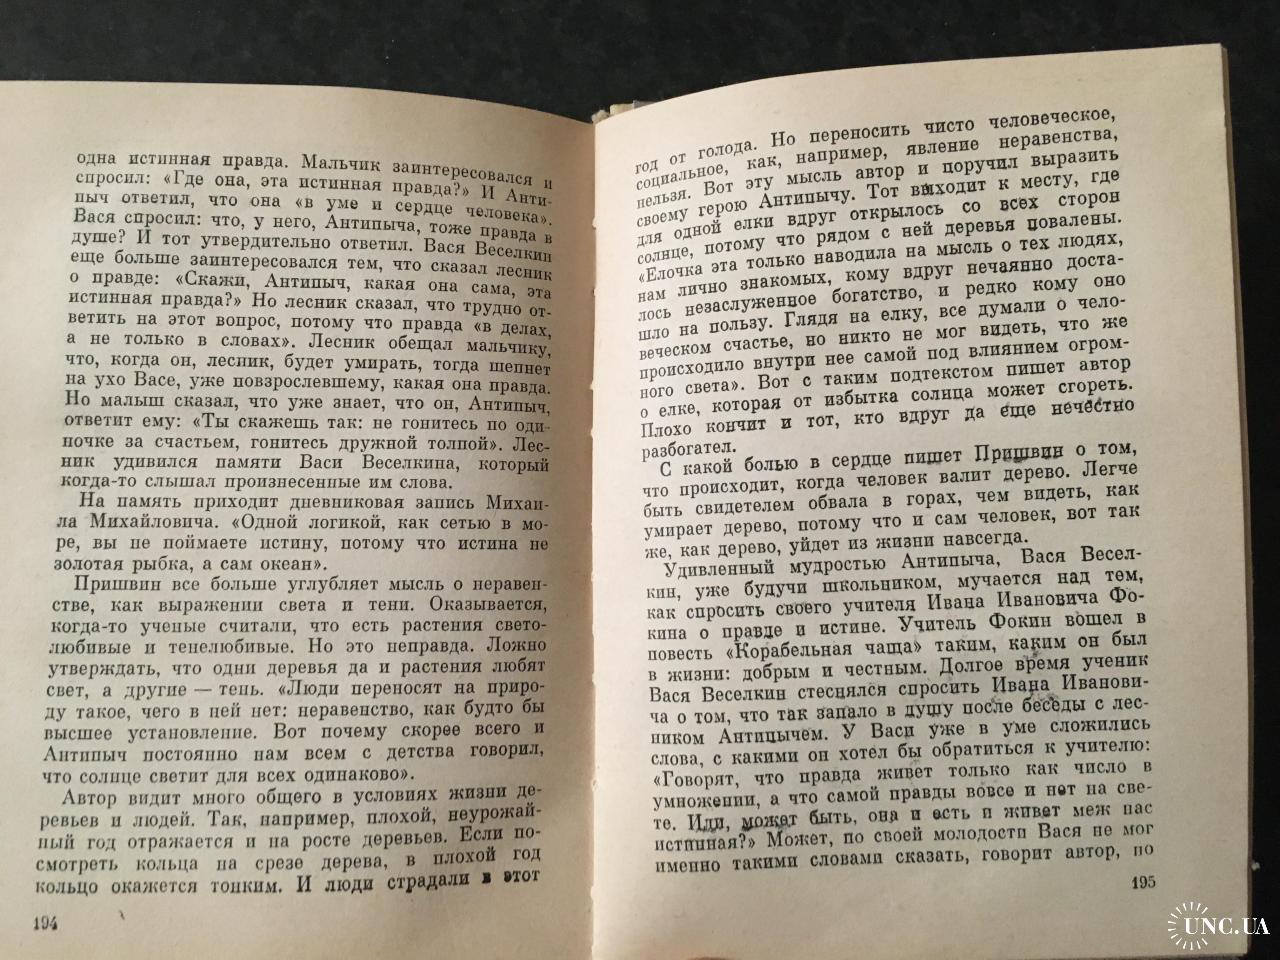 одна истинная правда. Мальчик заинтересовался и
спросил: «Где она, эта истинная правда?» И Анти-
пыч ответил, что она «в уме и сердце человека».
Вася спросил: что, у него, Антипыча, тоже правда в
душе? И тот утвердительно ответил. Вася Веселкин
еще больше заинтересовался тем, что сказал лесник
о правде: «Скажи, Антипыч, какая она сама, эта
истинная правда?» Но лесник сказал, что трудно от-
ветить на этот вопрос, потому что правда «в делах,
а не только в словах». Лесник обещал мальчику,
что, когда он, лесник, будет умирать, тогда шепнет
на ухо Васе, уже повзрослевшему, какая она правда.
Но малыш сказал, что уже знает, что он, Антипыч,
ответит ему: «Ты скажешь так: не гонитесь по оди-
ночке за счастьем, гонитесь дружной толпой». Лес-
ник удивился памяти Васи Веселкина, который
когда-то слышал произнесенные им слова.
На память приходит дневниковая запись Михаи-
ла Михайловича. «Одной логикой, как сетью в мо-
ре, вы не поймаете истину, потому что истина не
золотая рыбка, а сам океан».
Пришвин все больше углубляет мысль о неравен-
стве, как выражении света и тени. Оказывается,
когда-то ученые считали, что есть растения свето-
любивые и тенелюбивые. Но это неправда. Ложно
утверждать, что одни деревья да и растения любят
свет, а другие — тень. «Люди переносят на приро-
ду такое, чего в ней нет: неравенство, как будто бы
высшее установление. Вот почему скорее всего и
Антипыч постоянно нам всем с детства говорил,
что солнце светит для всех одинаково».
Автор видит много общего в условиях жизни де-
ревьев и людей. Так, например, плохой, неурожай-
ный год отражается и на росте деревьев. Если по-
смотреть кольца на срезе дерева, в плохой год
кольцо окажется тонким. И люди страдали в этот
194
год от голода. Но переносить чисто человеческое,
социальное, как, например, явление неравенства,
нельзя. Вот эту мысль автор и поручил выразить
своему герою Антипычу. Тот выходит к месту, где
для одной елки вдруг открылось со всех сторон
солнце, потому что рядом с ней деревья повалены.
«Елочка эта только наводила на мысль о тех людях,
нам лично знакомых, кому вдруг нечаянно доста-
лось незаслуженное богатство, и редко кому оно
шло на пользу. Глядя на елку, все думали о чело-
веческом счастье, но никто не мог видеть, что же
происходило внутри нее самой под влиянием огром-
ного света». Вот с таким подтекстом пишет автор
о елке, которая от избытка солнца может сгореть.
Плохо кончит и тот, кто вдруг да еще нечестно
разбогател.
С какой болью в сердце пишет Пришвин о том,
что происходит, когда человек валит дерево. Легче
быть свидетелем обвала в горах, чем видеть, как
умирает дерево, потому что и сам человек, вот так
же, как дерево, уйдет из жизни навсегда.
Удивленный мудростью Антипыча, Вася Весел-
кин, уже будучи школьником, мучается над тем,
как спросить своего учителя Ивана Ивановича Фо-
кина о правде и истине. Учитель Фокин вошел в
повесть «Корабельная чаща» таким, каким он был
в жизни: добрым и честным. Долгое время ученик
Вася Веселкин стеснялся спросить Ивана Иванови-
ча о том, что так запало в душу после беседы с лес-
ником Антипычем. У Васи уже в уме сложились
слова, с какими он хотел бы обратиться к учителю:
«Говорят, что правда живет только как число в
умножении, а что самой правды вовсе и нет на све-
те. Или, может быть, она и есть и живет меж нас
истинная?» Может, по своей молодости Вася не мог
именно такими словами сказать, говорит автор, по
195
UNC.UA